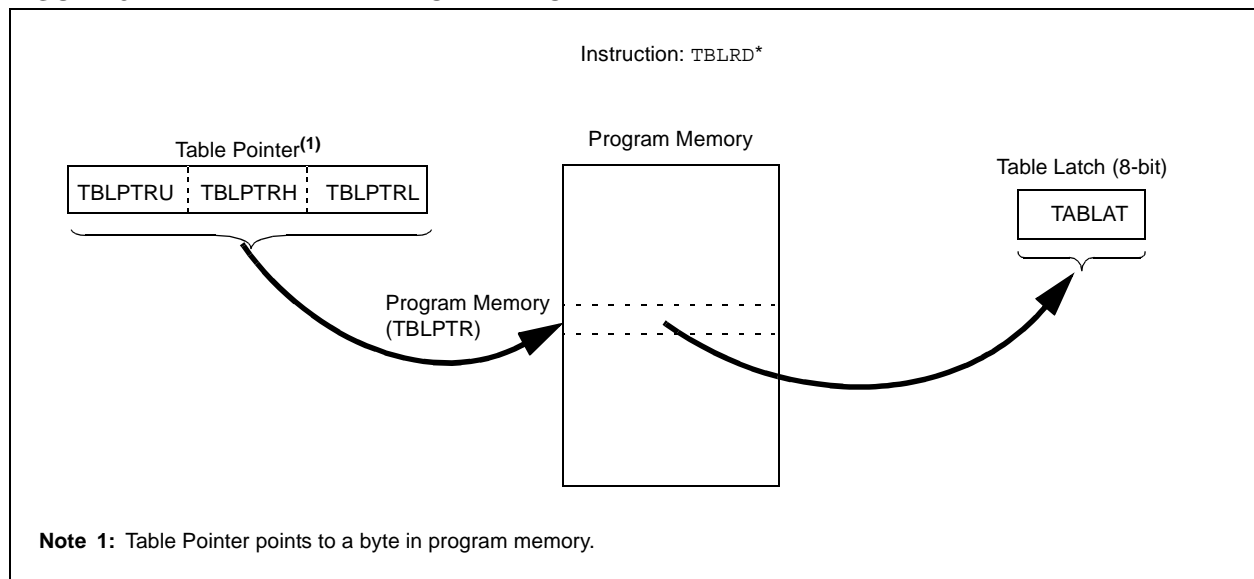 Instruction: TBLRD*
Table Pointer(1)
TBLPTRU TBLPTRH TBLPTRL
Program Memory
Table Latch (8-bit)
TABLAT
Program Memory
(TBLPTR)
Note 1: Table Pointer points to a byte in program memory.